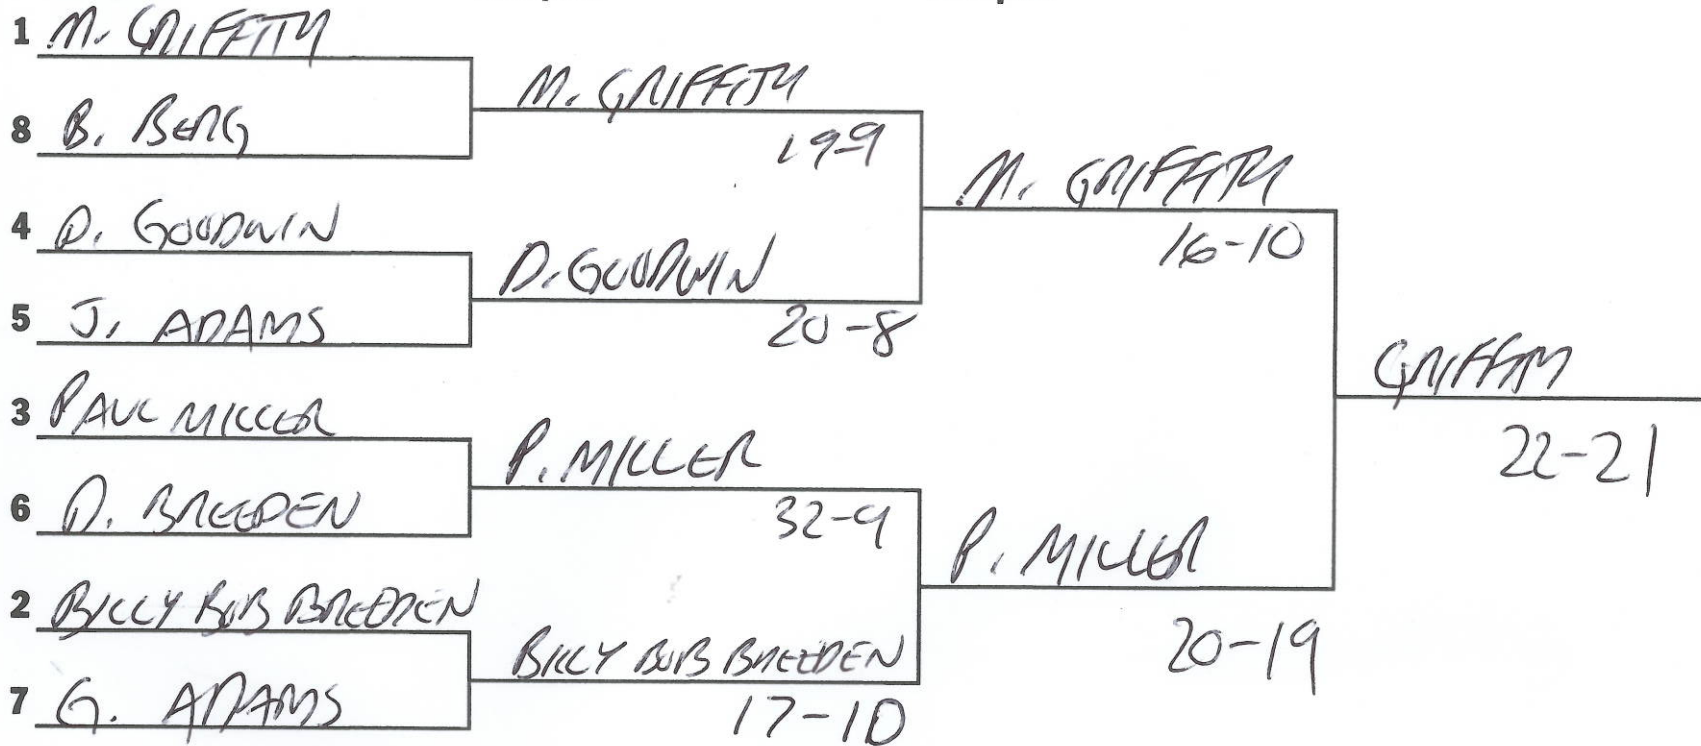 1 M. GRIFFITH
8 B. BERG
4 D. GOODWIN
5 J. ADAMS
3 PAUL MILLER
6 D. BREEDEN
2 BILLY BOB BREEDEN
7 G. ADAMS
M. GRIFFITH
19-9
D. GOODWIN
20-8
P. MILLER
32-9
BILLY BOB BREEDEN
17-10
M. GRIFFITH
16-10
P. MILLER
20-19
GRIFFITH
22-21